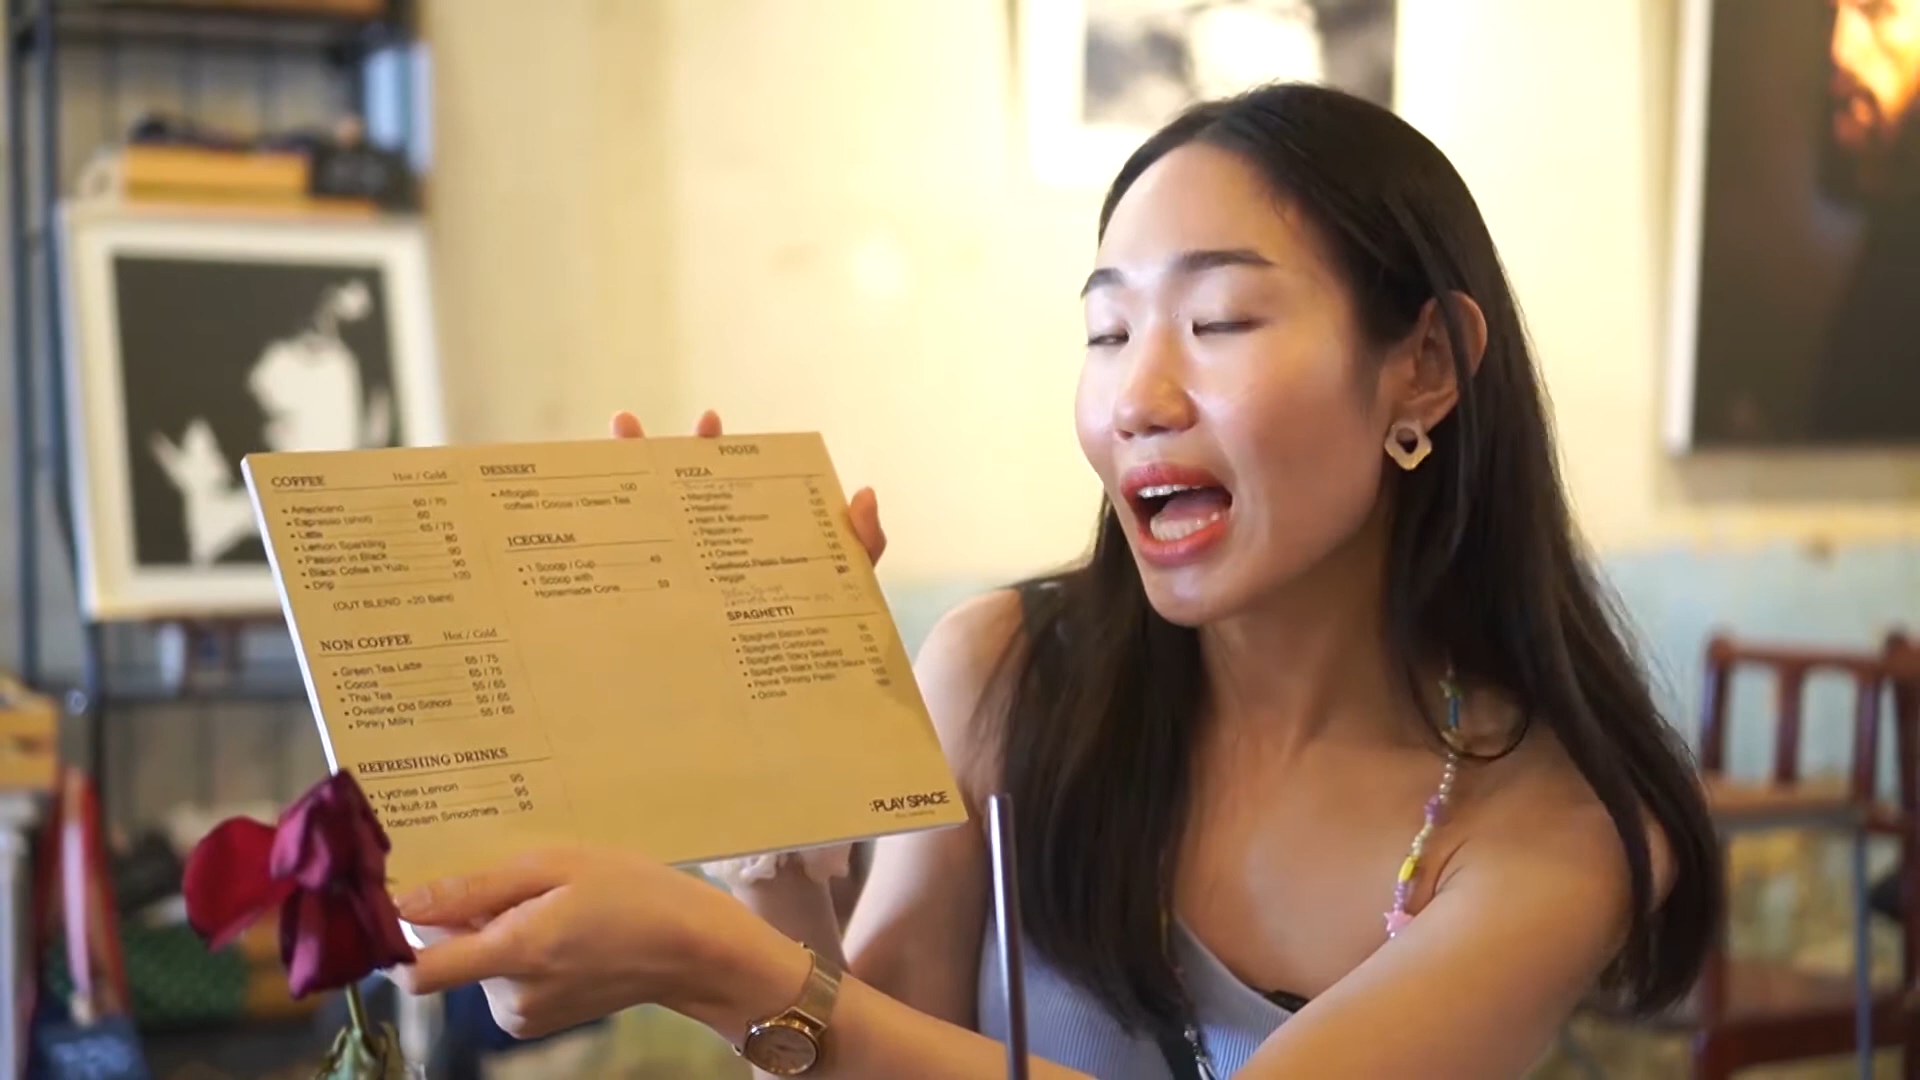 COFFEE Hot / Cold
Americano 60 / 70
Espresso (shot) 60
Latte 65 / 75
Lemon Sparkling 80
Passion in Black 90
Black Cofee in Yuzu 90
Drip 120
(OUT BLEND +20 Baht)
NON COFFEE Hot / Cold
Green Tea Latte 65 / 75
Cocoa 65 / 75
Thai Tea 55 / 65
Ovaltine Old School 55 / 65
Pinky Milky 55 / 65
REFRESHING DRINKS
Lychee Lemon 95
Ya-kult-za 95
Icecream Smoothies 95
DESSERT
Affogato 100
coffee / Cocoa / Green Tea
ICECREAM
1 Scoop / Cup 49
1 Scoop with
Homemade Cone 59
FOODS
PIZZA
Margherita
Hawaiian
Ham & Mushroom
Parma Ham
4 Cheese
Seafood Pesto Sauce
Veggie
SPAGHETTI
Spaghetti Bacon Garlic
Spaghetti Carbonara
Spaghetti Spicy Seafood
Spaghetti Black Truffle Sauce
:PLAY SPACE